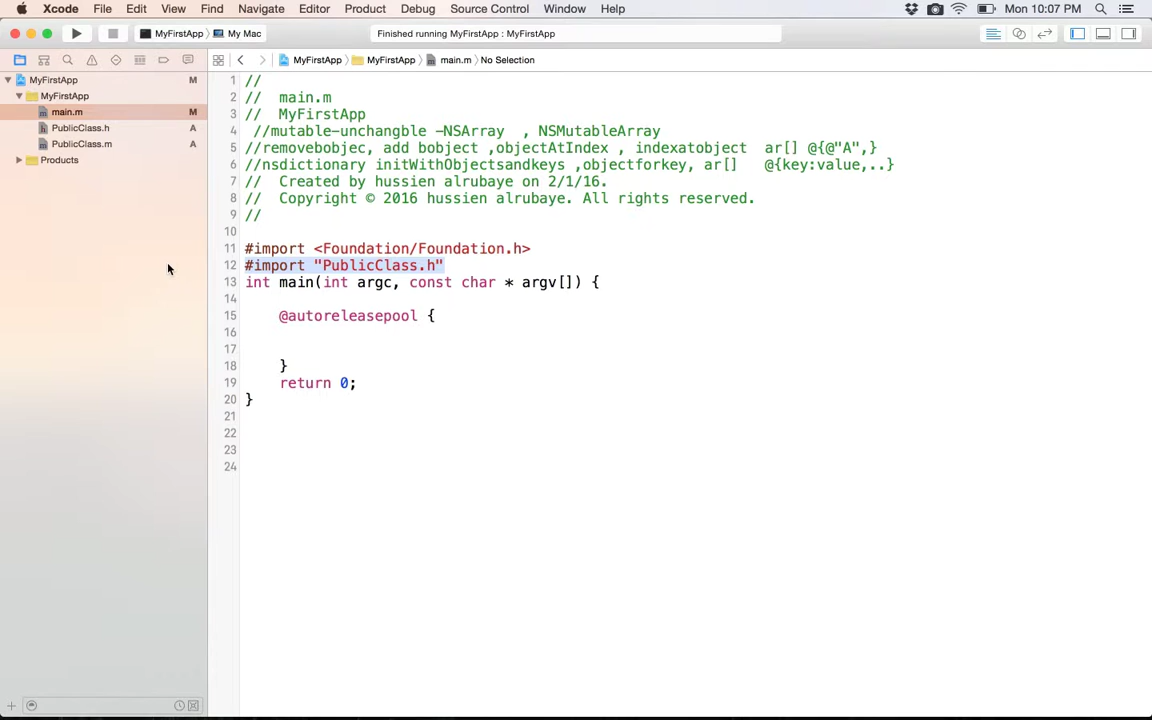 Xcode File Edit View Find Navigate Editor Product Debug Source Control Window Help Mon 10:07 PM
MyFirstApp My Mac Finished running MyFirstApp : MyFirstApp
MyFirstApp MyFirstApp main.m No Selection
MyFirstApp M
MyFirstApp
main.m M
PublicClass.h A
PublicClass.m A
Products
1 //
2 // main.m
3 // MyFirstApp
4 //mutable-unchangble -NSArray , NSMutableArray
5 //removebobjec, add bobject ,objectAtIndex , indexatobject ar[] @{@"A",}
6 //nsdictionary initWithObjectsandkeys ,objectforkey, ar[] @{key:value,..}
7 // Created by hussien alrubaye on 2/1/16.
8 // Copyright © 2016 hussien alrubaye. All rights reserved.
9 //
10
11 #import <Foundation/Foundation.h>
12 #import "PublicClass.h"
13 int main(int argc, const char * argv[]) {
14
15 @autoreleasepool {
16
17
18 }
19 return 0;
20 }
21
22
23
24